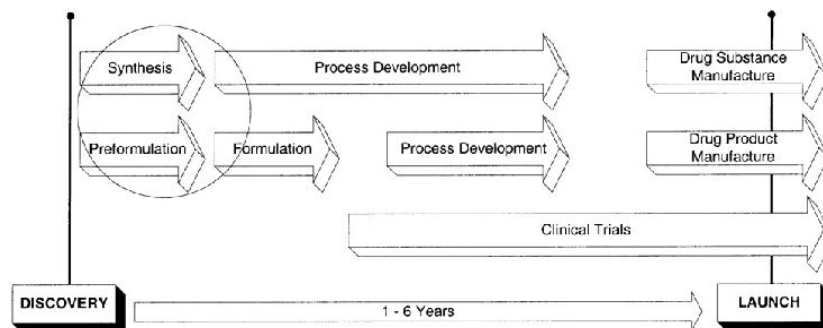 Synthesis
Process Development
Drug Substance
Manufacture
Preformulation
Formulation
Process Development
Drug Product
Manufacture
Clinical Trials
DISCOVERY
1 - 6 Years
LAUNCH